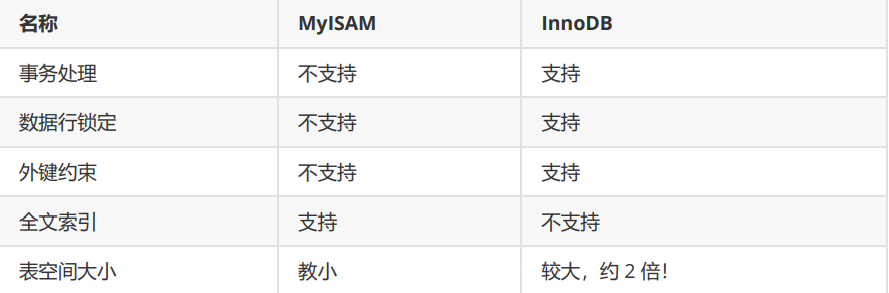 名称 MyISAM InnoDB
事务处理 不支持 支持
数据行锁定 不支持 支持
外键约束 不支持 支持
全文索引 支持 不支持
表空间大小 教小 较大，约 2 倍！